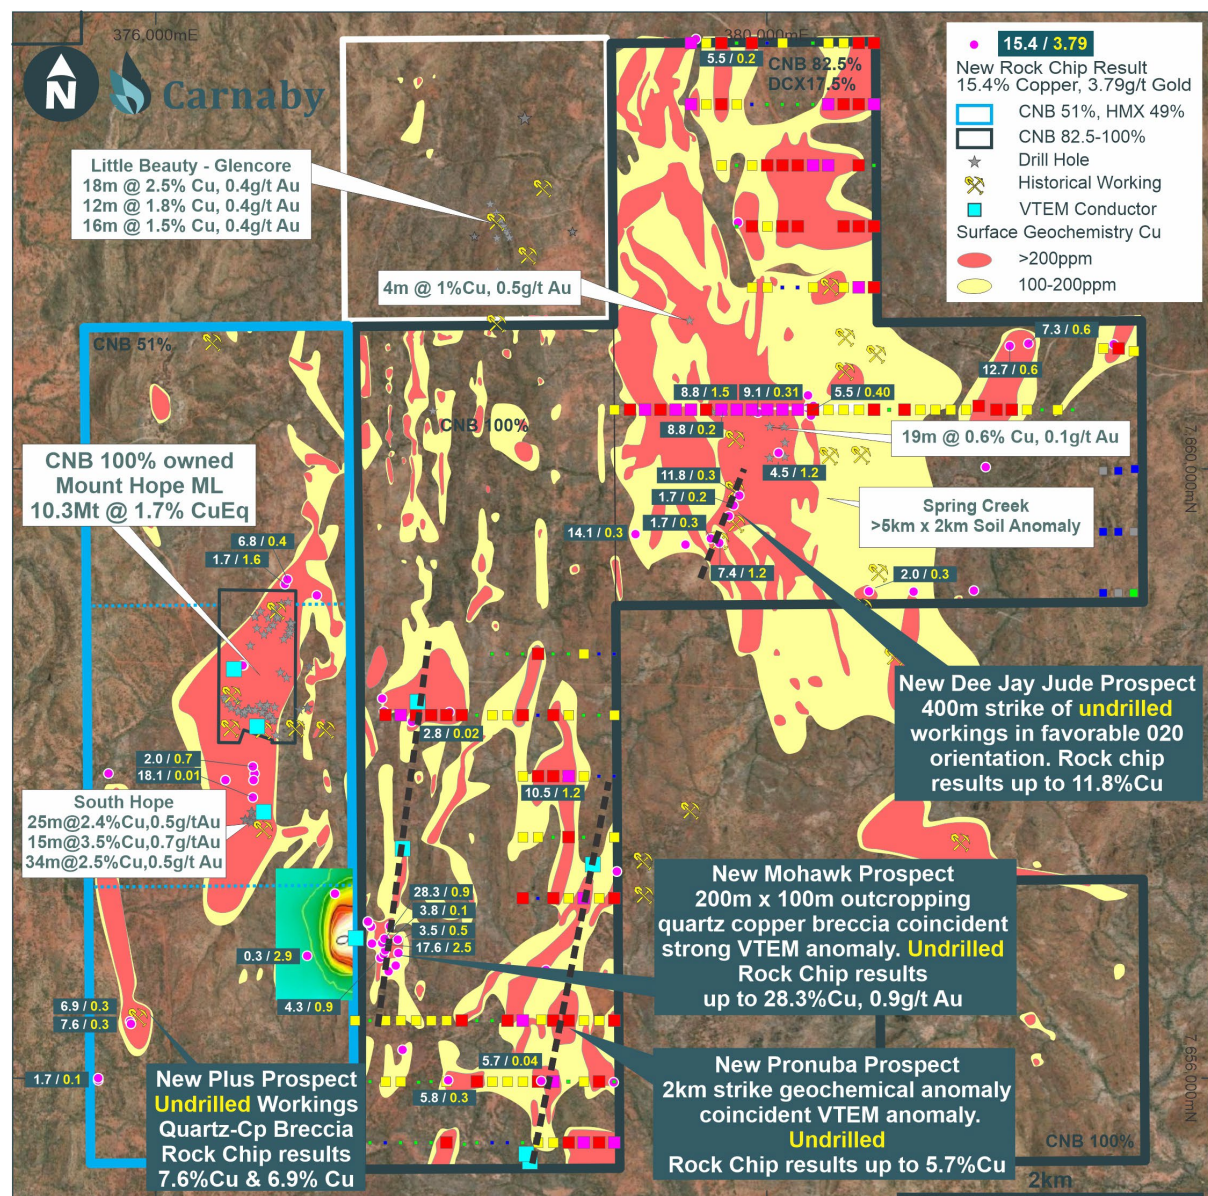 376,000mE
380,000mE
N
Carnaby
15.4 / 3.79
New Rock Chip Result
15.4% Copper, 3.79g/t Gold
CNB 51%, HMX 49%
CNB 82.5-100%
Drill Hole
Historical Working
VTEM Conductor
Surface Geochemistry Cu
>200ppm
100-200ppm
5.5 / 0.2
CNB 82.5%
DCX17.5%
Little Beauty - Glencore
18m @ 2.5% Cu, 0.4g/t Au
12m @ 1.8% Cu, 0.4g/t Au
16m @ 1.5% Cu, 0.4g/t Au
4m @ 1%Cu, 0.5g/t Au
CNB 51%
7.3 / 0.6
12.7 / 0.6
8.8 / 1.5
9.1 / 0.31
5.5 / 0.40
CNB 100%
8.8 / 0.2
19m @ 0.6% Cu, 0.1g/t Au
7,660,000mN
CNB 100% owned
Mount Hope ML
10.3Mt @ 1.7% CuEq
11.8 / 0.3
4.5 / 1.2
1.7 / 0.2
Spring Creek
>5km x 2km Soil Anomaly
1.7 / 0.3
14.1 / 0.3
6.8 / 0.4
1.7 / 1.6
7.4 / 1.2
2.0 / 0.3
New Dee Jay Jude Prospect
400m strike of undrilled
workings in favorable 020
orientation. Rock chip
results up to 11.8%Cu
2.8 / 0.02
2.0 / 0.7
18.1 / 0.01
10.5 / 1.2
South Hope
25m@2.4%Cu,0.5g/tAu
15m@3.5%Cu,0.7g/tAu
34m@2.5%Cu,0.5g/t Au
28.3 / 0.9
3.8 / 0.1
3.5 / 0.5
17.6 / 2.5
0.3 / 2.9
4.3 / 0.9
New Mohawk Prospect
200m x 100m outcropping
quartz copper breccia coincident
strong VTEM anomaly. Undrilled
Rock Chip results
up to 28.3%Cu, 0.9g/t Au
6.9 / 0.3
7.6 / 0.3
1.7 / 0.1
5.7 / 0.04
5.8 / 0.3
New Plus Prospect
Undrilled Workings
Quartz-Cp Breccia
Rock Chip results
7.6%Cu & 6.9% Cu
New Pronuba Prospect
2km strike geochemical anomaly
coincident VTEM anomaly.
Undrilled
Rock Chip results up to 5.7%Cu
7,656,000mN
CNB 100%
2km